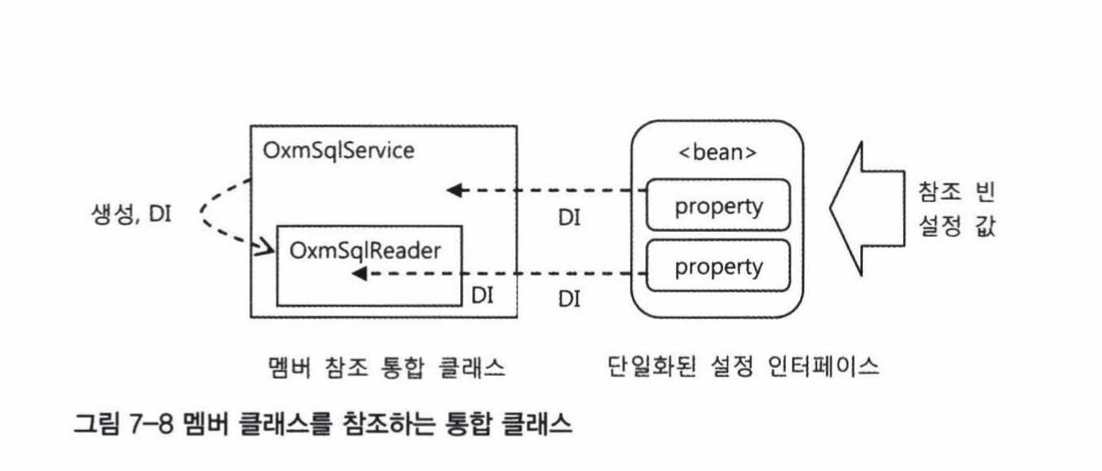 OxmSqlService
<bean>
생성, DI
DI
property
참조 빈
설정 값
OxmSqlReader
DI
DI
property
멤버 참조 통합 클래스
단일화된 설정 인터페이스
그림 7-8 멤버 클래스를 참조하는 통합 클래스